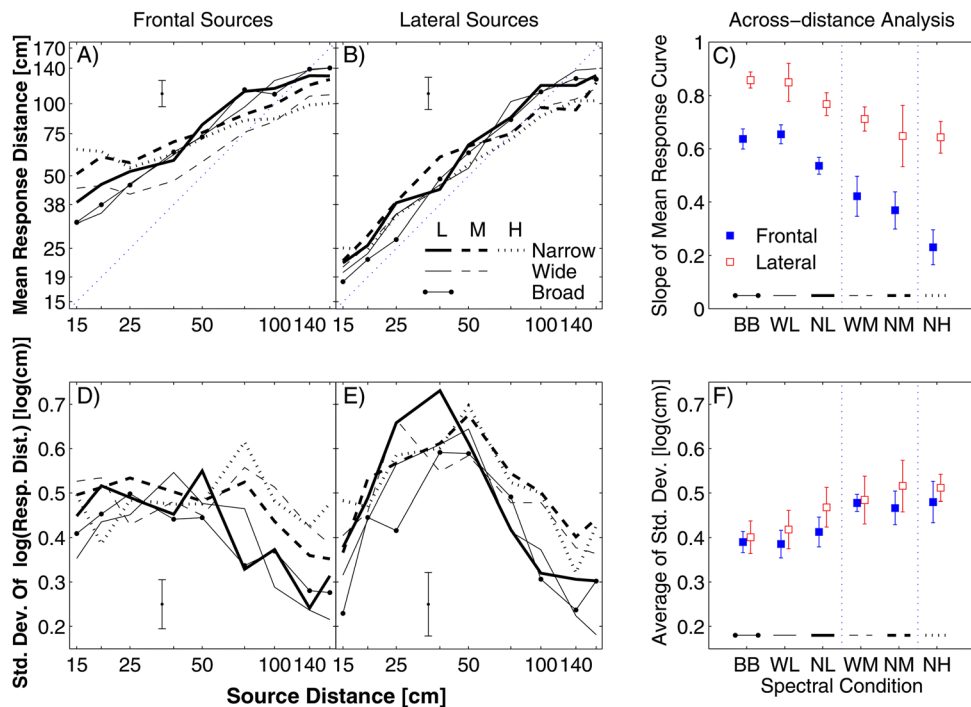 Frontal Sources
Lateral Sources
Across-distance Analysis
A)
B)
C)
Mean Response Distance [cm]
170
140
100
75
50
38
25
19
15
15 25 50 100 140
15 25 50 100 140
L M H
Narrow
Wide
Broad
Slope of Mean Response Curve
1
0.8
0.6
0.4
0.2
0
Frontal
Lateral
BB WL NL WM NM NH
D)
E)
F)
Std. Dev. Of log(Resp. Dist.) [log(cm)]
0.7
0.6
0.5
0.4
0.3
0.2
15 25 50 100 140
15 25 50 100 140
Source Distance [cm]
Average of Std. Dev. [log(cm)]
0.7
0.6
0.5
0.4
0.3
0.2
BB WL NL WM NM NH
Spectral Condition